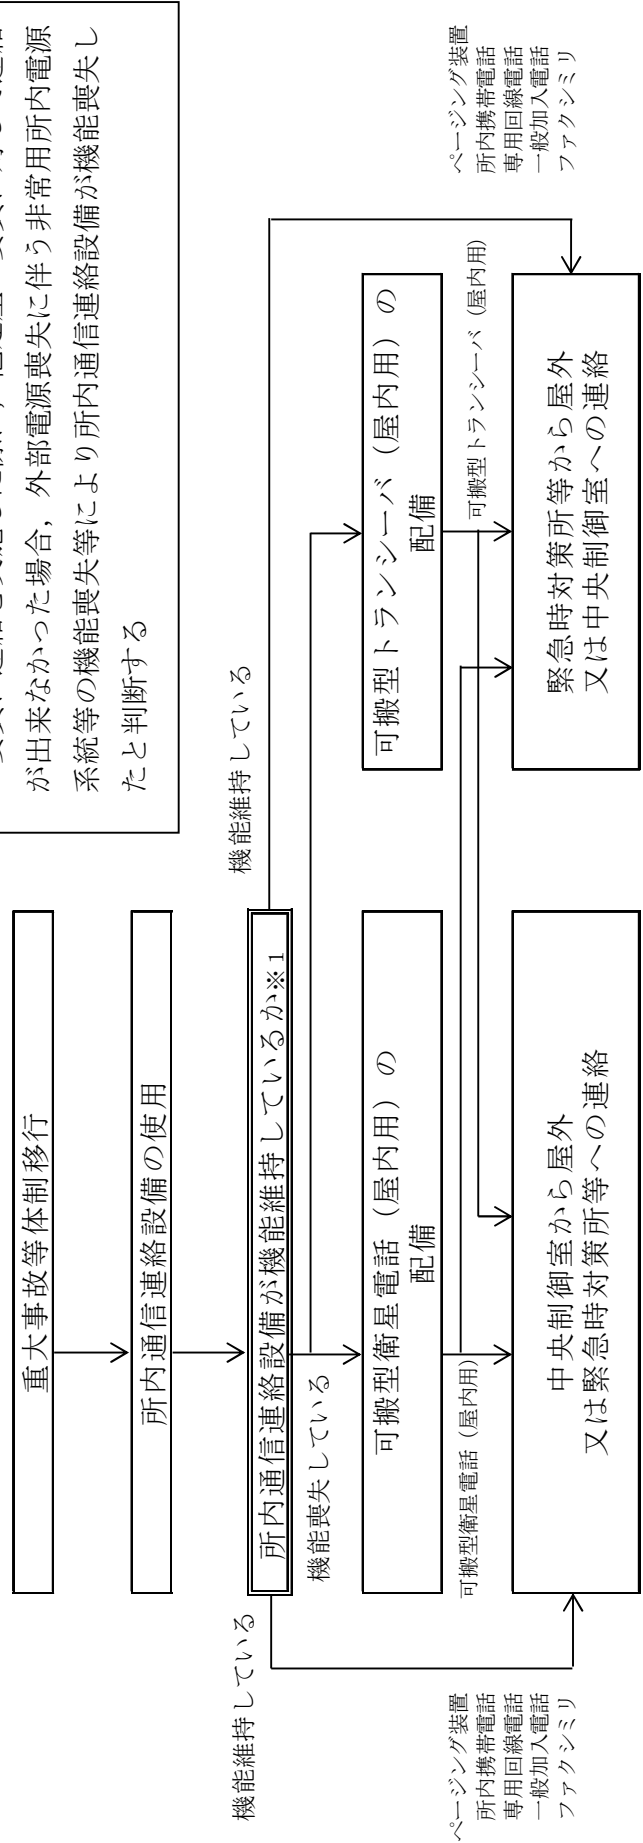 が出来なかった場合，外部電源喪失に伴う非常用所内電源
系統等の機能喪失等により所内通信連絡設備が機能喪失し
たと判断する
重大事故等体制移行
所内通信連絡設備の使用
所内通信連絡設備が機能維持しているか※1
機能維持している
機能維持している
機能喪失している
可搬型衛星電話（屋内用）の
配備
可搬型トランシーバ（屋内用）の
配備
可搬型衛星電話（屋内用）
可搬型トランシーバ（屋内用）
ページング装置
所内携帯電話
専用回線電話
一般加入電話
ファクシミリ
中央制御室から屋外
又は緊急時対策所等への連絡
緊急時対策所等から屋外
又は中央制御室への連絡
ページング装置
所内携帯電話
専用回線電話
一般加入電話
ファクシミリ